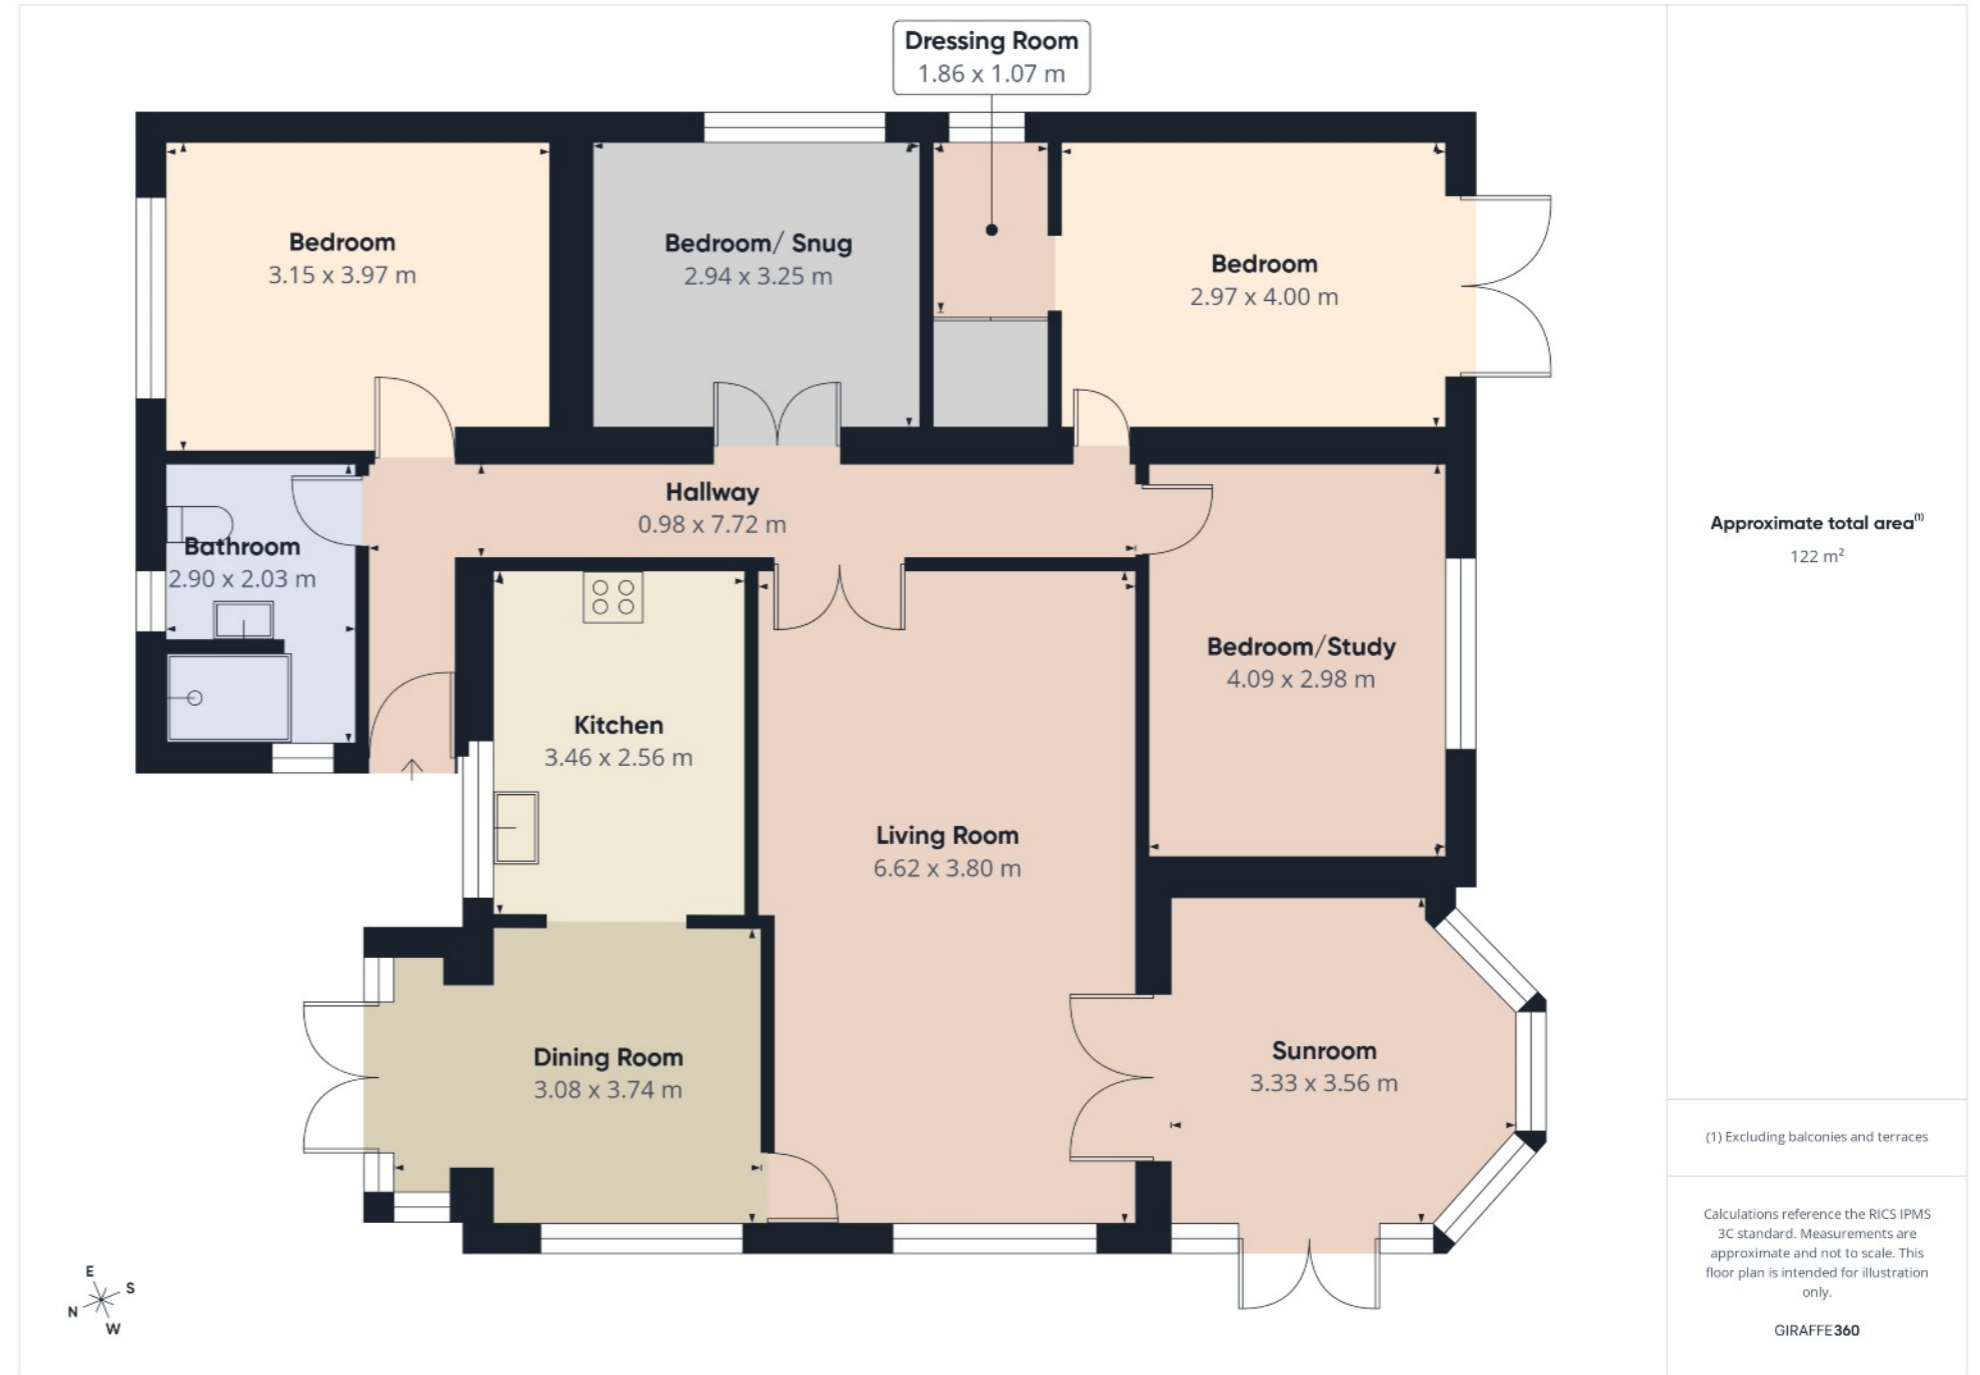 Dressing Room
1.86 x 1.07 m
Bedroom
3.15 x 3.97 m
Bedroom/ Snug
2.94 x 3.25 m
Bedroom
2.97 x 4.00 m
Hallway
0.98 x 7.72 m
Bathroom
2.90 x 2.03 m
Bedroom/Study
4.09 x 2.98 m
Kitchen
3.46 x 2.56 m
Living Room
6.62 x 3.80 m
Dining Room
3.08 x 3.74 m
Sunroom
3.33 x 3.56 m
E
S
N
W
Approximate total area(1)
122 m²
(1) Excluding balconies and terraces
Calculations reference the RICS IPMS
3C standard. Measurements are
approximate and not to scale. This
floor plan is intended for illustration
only.
GIRAFFE360